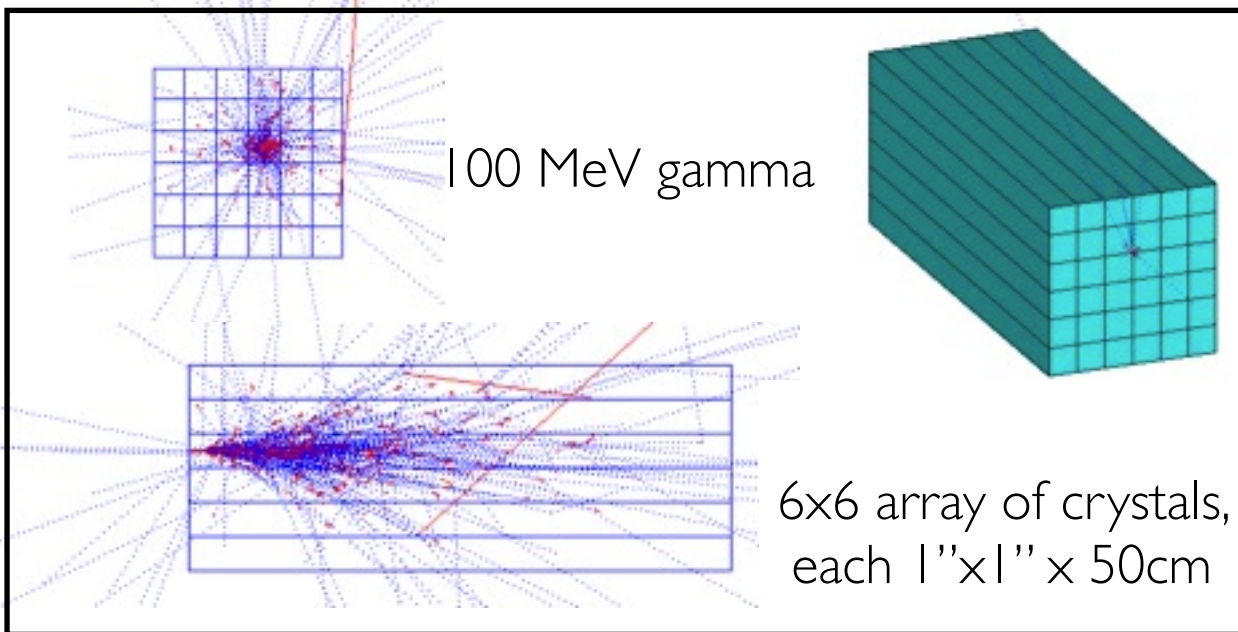 100 MeV gamma
6x6 array of crystals,
each 1”x1” x 50cm